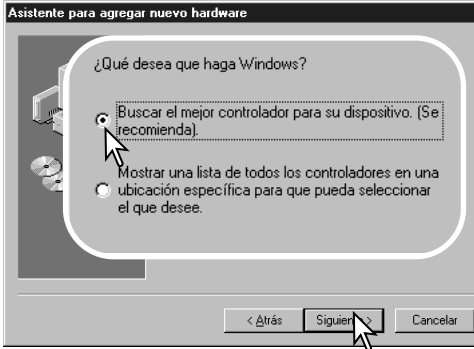 Asistente para agregar nuevo hardware
¿Qué desea que haga Windows?
Buscar el mejor controlador para su dispositivo. (Se
recomienda).
Mostrar una lista de todos los controladores en una
ubicación específica para que pueda seleccionar
el que desee.
< Atrás Siguiente > Cancelar